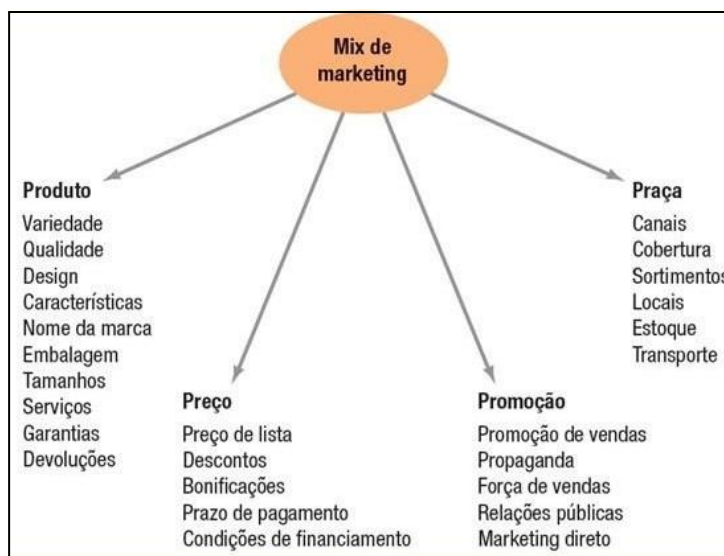 Mix de
marketing
Produto
Variedade
Qualidade
Design
Características
Nome da marca
Embalagem
Tamanhos
Serviços
Garantias
Devoluções
Preço
Preço de lista
Descontos
Bonificações
Prazo de pagamento
Condições de financiamento
Promoção
Promoção de vendas
Propaganda
Força de vendas
Relações públicas
Marketing direto
Praça
Canais
Cobertura
Sortimentos
Locais
Estoque
Transporte